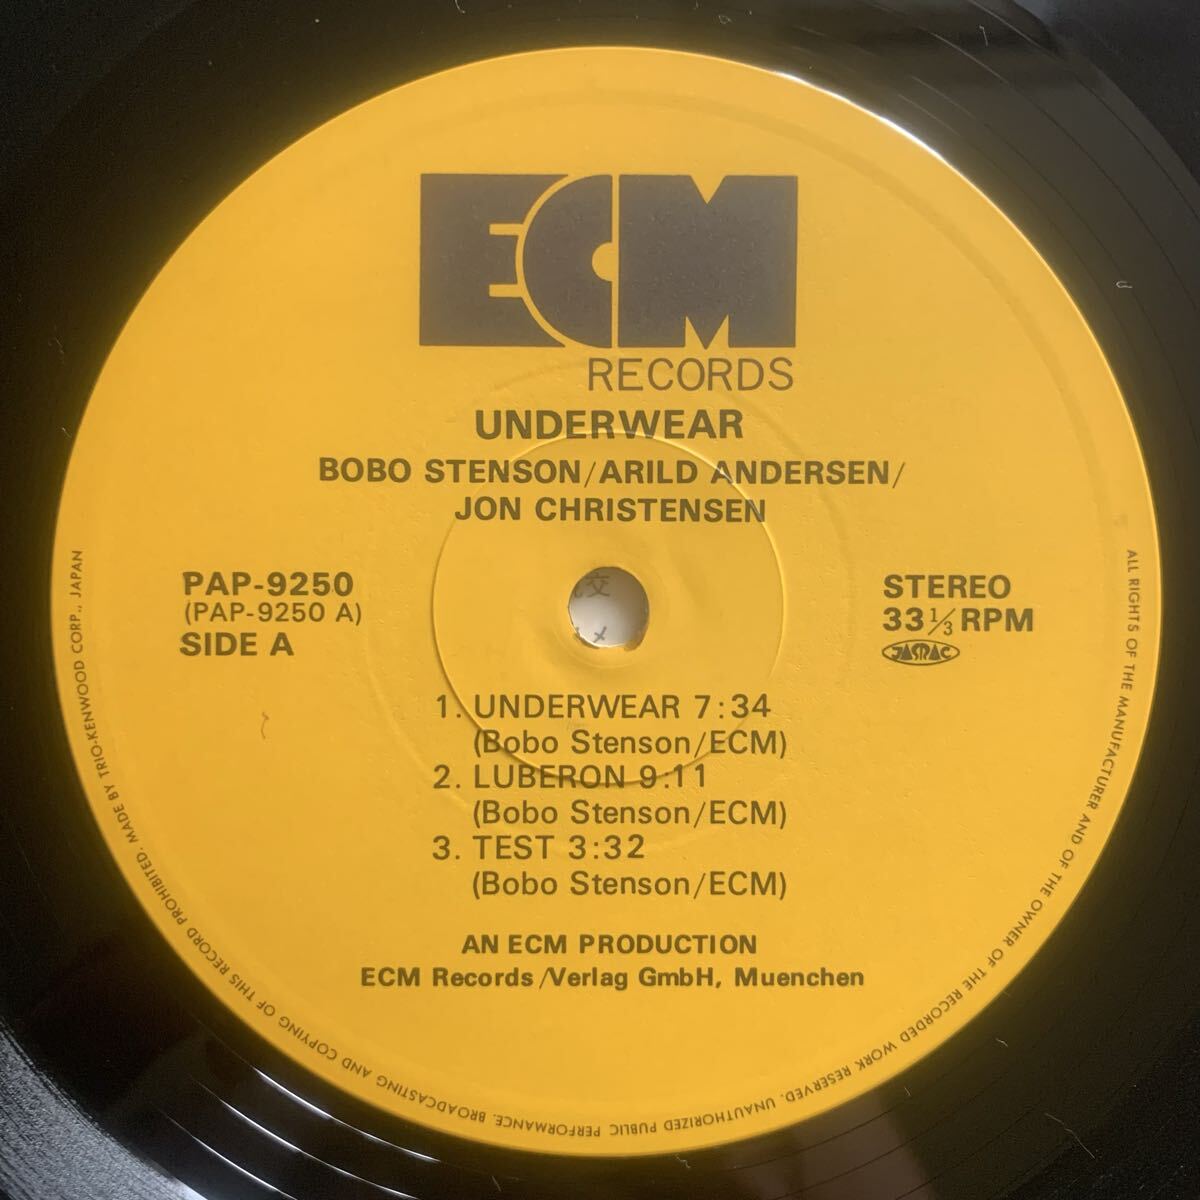 ECM
RECORDS
UNDERWEAR
BOBO STENSON/ARILD ANDERSEN/
JON CHRISTENSEN
PAP-9250
(PAP-9250 A)
SIDE A
STEREO
33 1/3 RPM
JASRAC
交
1. UNDERWEAR 7:34
(Bobo Stenson/ECM)
2. LUBERON 9:11
(Bobo Stenson/ECM)
3. TEST 3:32
(Bobo Stenson/ECM)
AN ECM PRODUCTION
ECM Records/Verlag GmbH, Muenchen
ALL RIGHTS OF THE MANUFACTURER AND OF THE OWNER OF THE RECORDED WORK RESERVED. UNAUTHORIZED PUBLIC PERFORMANCE, BROADCASTING AND COPYING OF THIS RECORD PROHIBITED. MADE BY TRIO-KENWOOD CORP., JAPAN